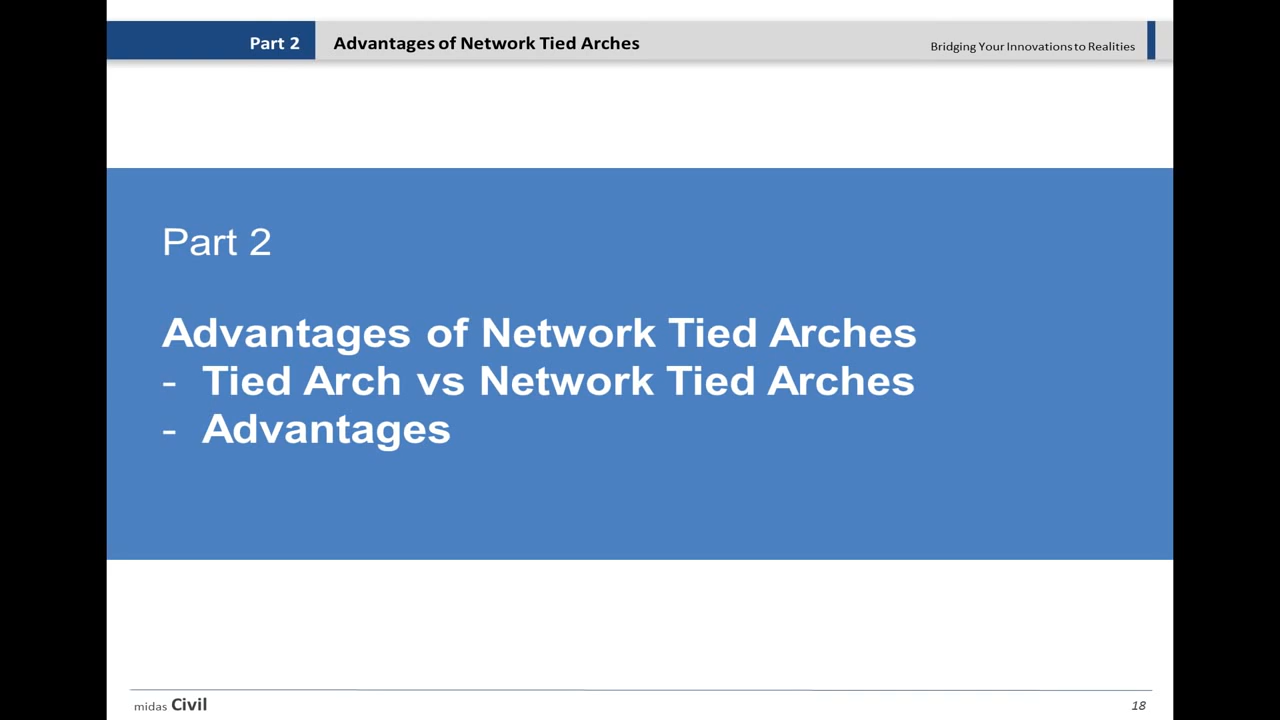 Part 2 Advantages of Network Tied Arches Bridging Your Innovations to Realities
Part 2
Advantages of Network Tied Arches
- Tied Arch vs Network Tied Arches
- Advantages
midas Civil 18